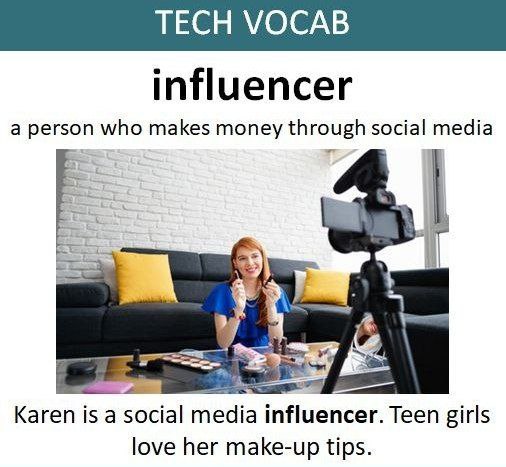 TECH VOCAB
influencer
a person who makes money through social media
Karen is a social media influencer. Teen girls
love her make-up tips.